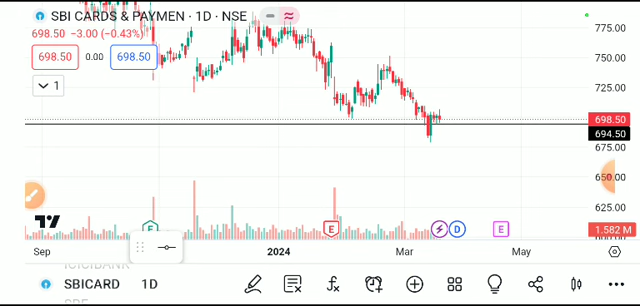 SBI CARDS & PAYMEN · 1D · NSE
698.50 −3.00 (−0.43%)
698.50 0.00 698.50
1
775.00
750.00
725.00
698.50
694.50
675.00
650.00
625.00
1.582 M
E E D E
Sep 2024 Mar May
ICICIBANK
SBICARD 1D